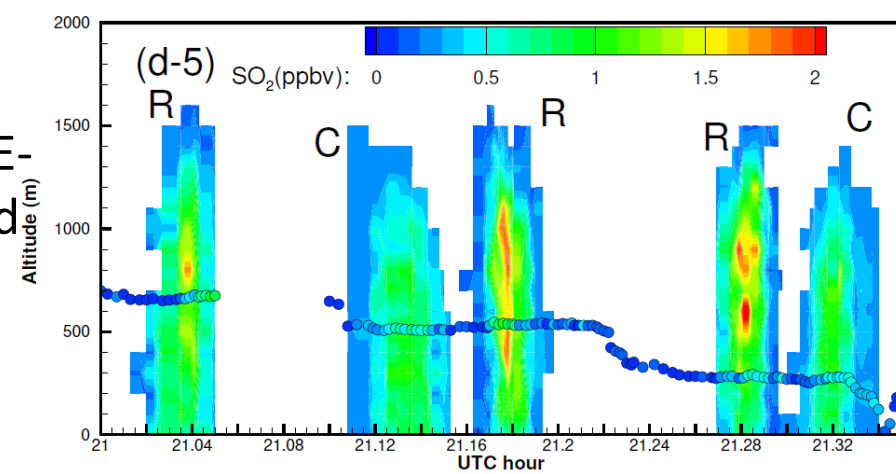 2000
(d-5)
SO2(ppbv): 0 0.5 1 1.5 2
R
R
C
R
C
1500
E-
d
Altitude (m)
1000
500
0
21 21.04 21.08 21.12 21.16 21.2 21.24 21.28 21.32
UTC hour